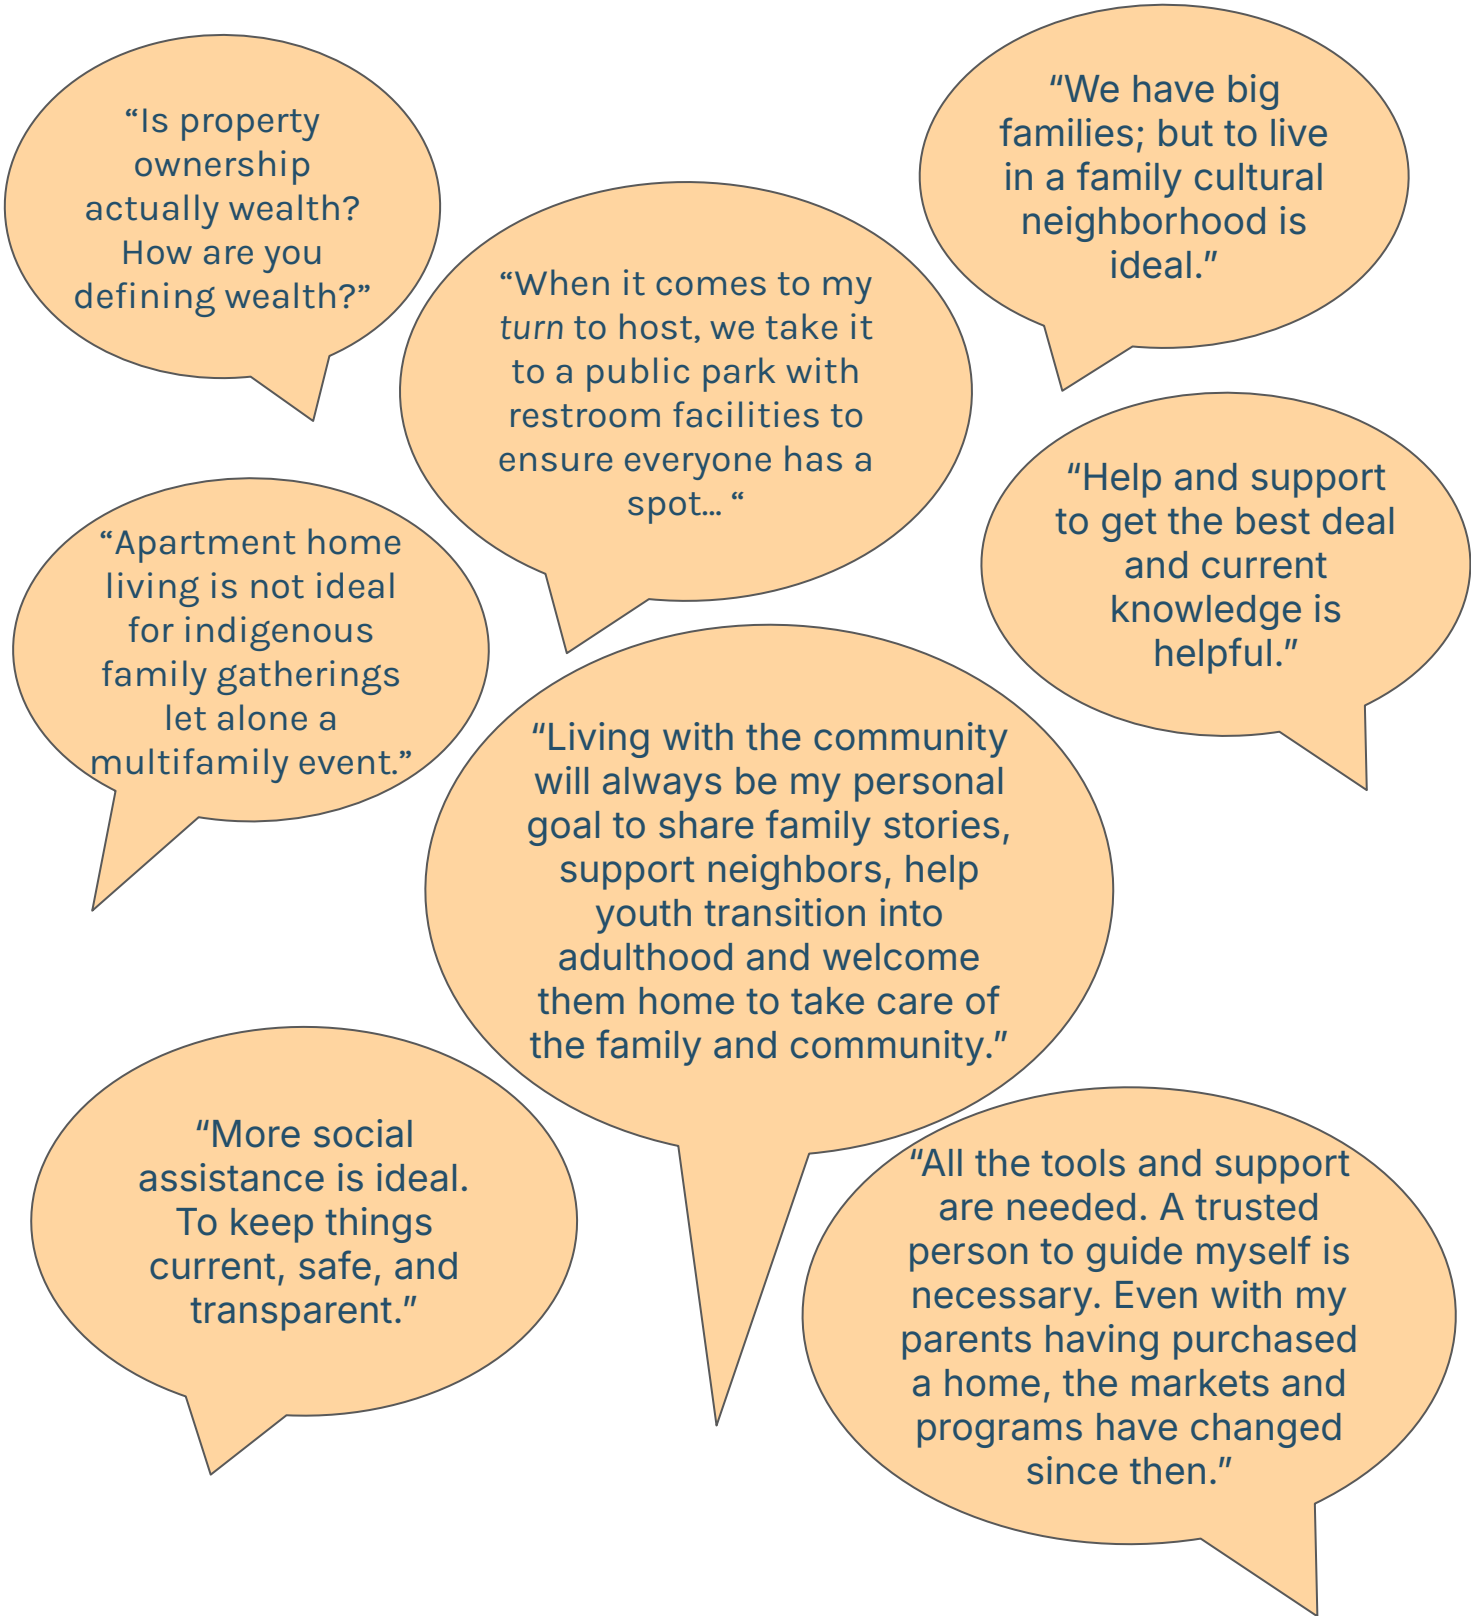 “Is property
ownership
actually wealth?
How are you
defining wealth?”
“We have big
families; but to live
in a family cultural
neighborhood is
ideal.”
“When it comes to my
turn to host, we take it
to a public park with
restroom facilities to
ensure everyone has a
spot... “
“Help and support
to get the best deal
and current
knowledge is
helpful.”
“Apartment home
living is not ideal
for indigenous
family gatherings
let alone a
multifamily event.”
“Living with the community
will always be my personal
goal to share family stories,
support neighbors, help
youth transition into
adulthood and welcome
them home to take care of
the family and community.”
“More social
assistance is ideal.
To keep things
current, safe, and
transparent.”
“All the tools and support
are needed. A trusted
person to guide myself is
necessary. Even with my
parents having purchased
a home, the markets and
programs have changed
since then.”